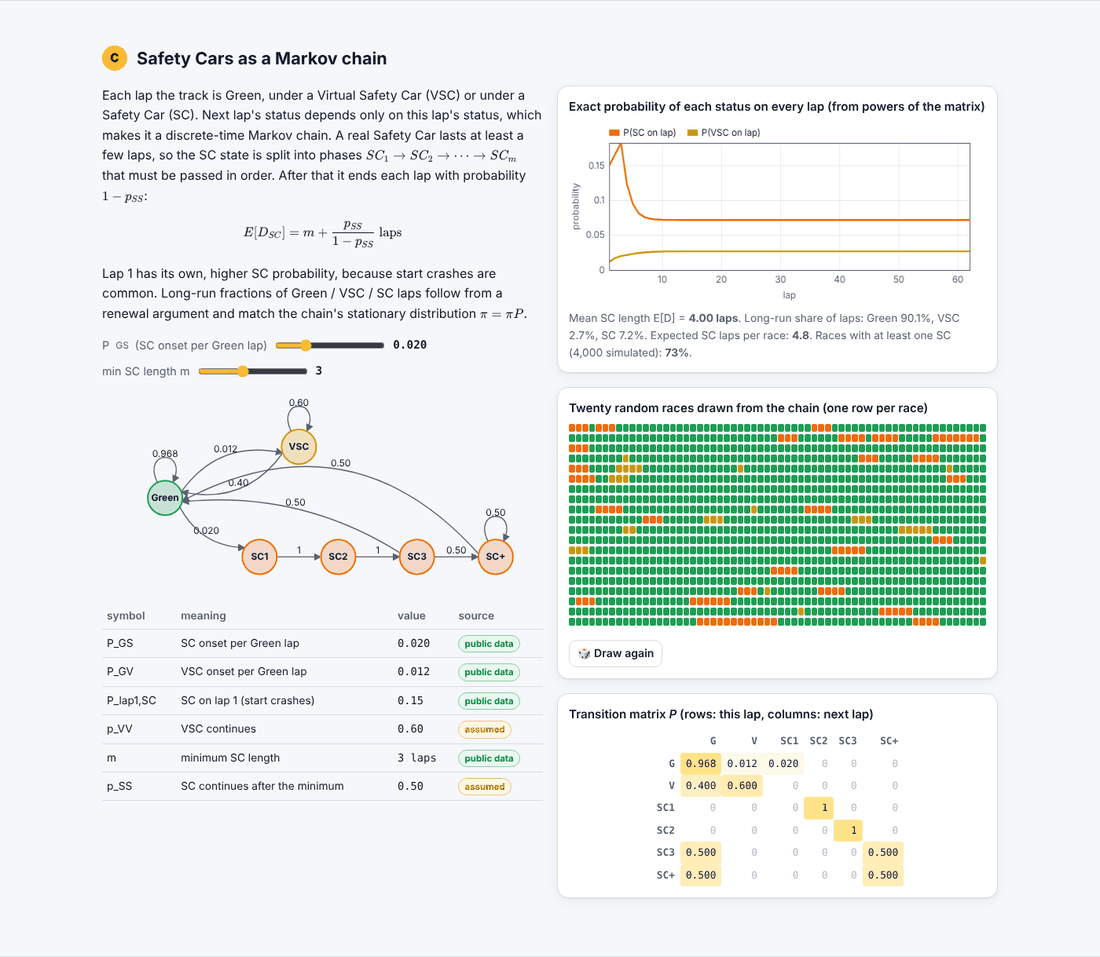 C Safety Cars as a Markov chain
Each lap the track is Green, under a Virtual Safety Car (VSC) or under a
Safety Car (SC). Next lap's status depends only on this lap's status, which
makes it a discrete-time Markov chain. A real Safety Car lasts at least a
few laps, so the SC state is split into phases SC₁ → SC₂ → ⋯ → SCₘ
that must be passed in order. After that it ends each lap with probability
1 − p_SS:
E[D_SC] = m + p_SS / (1 − p_SS) laps
Lap 1 has its own, higher SC probability, because start crashes are
common. Long-run fractions of Green / VSC / SC laps follow from a
renewal argument and match the chain's stationary distribution π = πP.
P GS (SC onset per Green lap) 0.020
min SC length m 3
0.60
VSC
0.968
0.012
0.50
0.40
Green
0.50
0.50
0.020
SC1 1 SC2 1 SC3 0.50 SC+
symbol meaning value source
P_GS SC onset per Green lap 0.020 public data
P_GV VSC onset per Green lap 0.012 public data
P_lap1,SC SC on lap 1 (start crashes) 0.15 public data
p_VV VSC continues 0.60 assumed
m minimum SC length 3 laps public data
p_SS SC continues after the minimum 0.50 assumed
Exact probability of each status on every lap (from powers of the matrix)
P(SC on lap) P(VSC on lap)
0.15
0.1
0.05
0
probability
10 20 30 40 50 60
lap
Mean SC length E[D] = 4.00 laps. Long-run share of laps: Green 90.1%, VSC
2.7%, SC 7.2%. Expected SC laps per race: 4.8. Races with at least one SC
(4,000 simulated): 73%.
Twenty random races drawn from the chain (one row per race)
🎲 Draw again
Transition matrix P (rows: this lap, columns: next lap)
G V SC1 SC2 SC3 SC+
G 0.968 0.012 0.020 0 0 0
V 0.400 0.600 0 0 0 0
SC1 0 0 0 1 0 0
SC2 0 0 0 0 1 0
SC3 0.500 0 0 0 0 0.500
SC+ 0.500 0 0 0 0 0.500